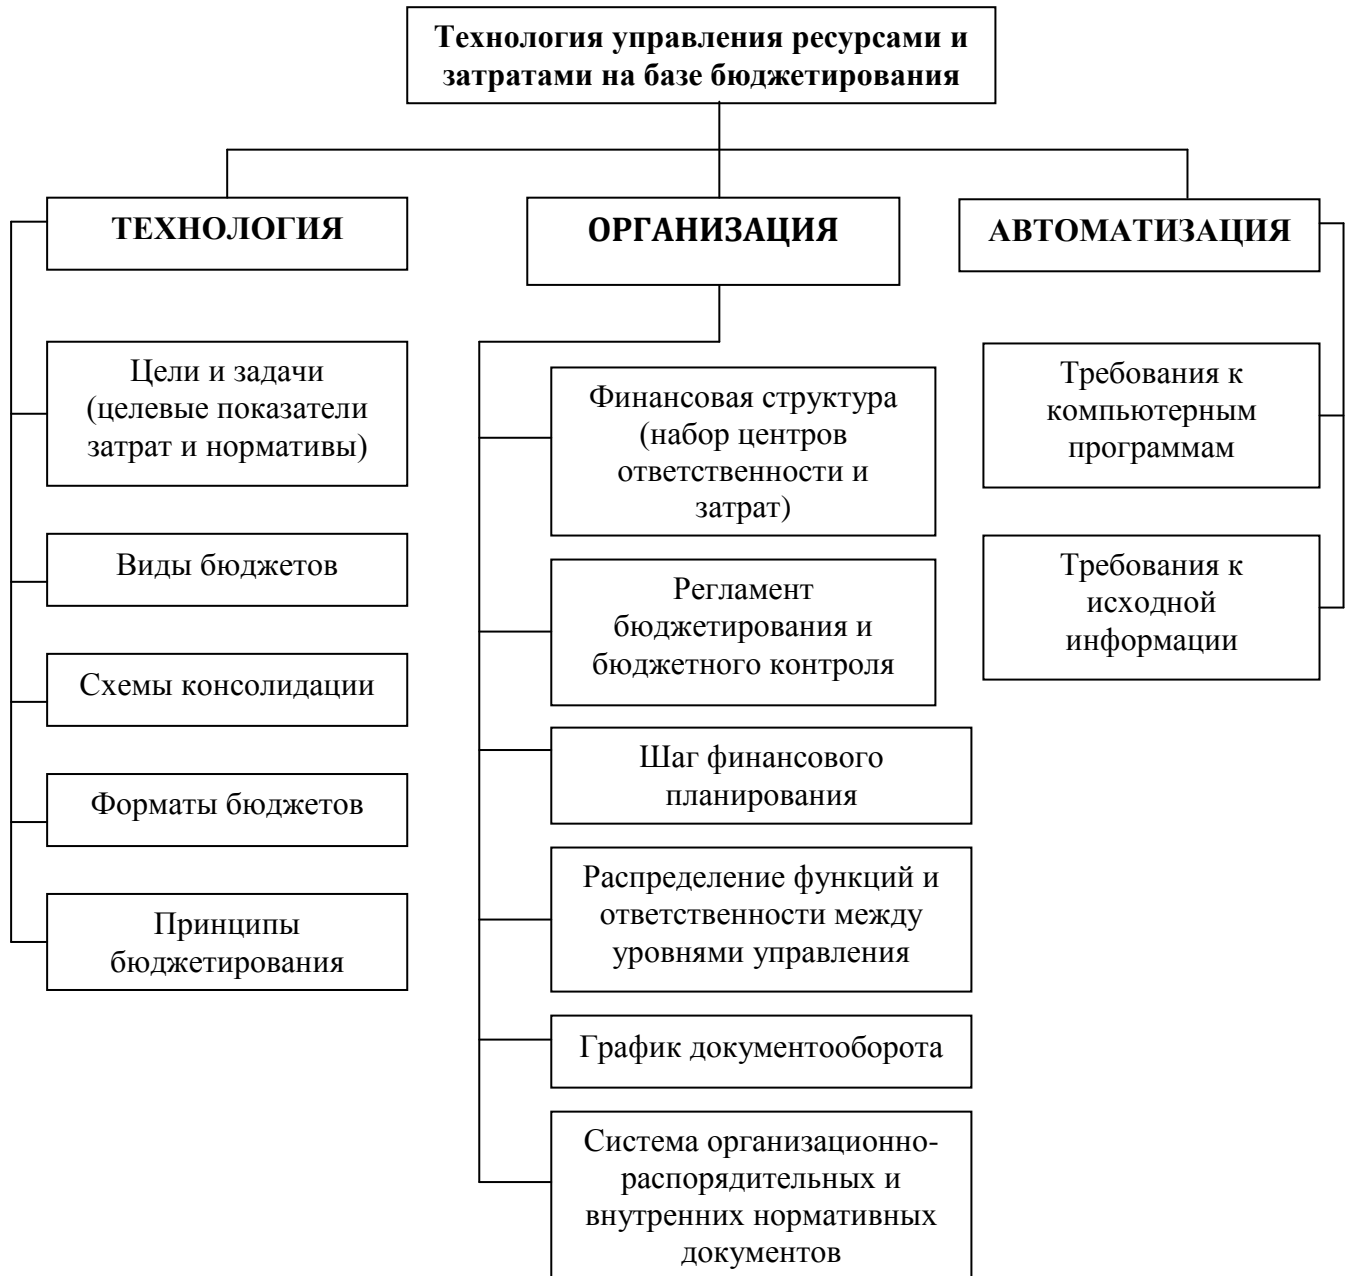 Технология управления ресурсами и
затратами на базе бюджетирования
ТЕХНОЛОГИЯ
Цели и задачи
(целевые показатели
затрат и нормативы)
Виды бюджетов
Схемы консолидации
Форматы бюджетов
Принципы
бюджетирования
ОРГАНИЗАЦИЯ
Финансовая структура
(набор центров
ответственности и
затрат)
Регламент
бюджетирования и
бюджетного контроля
Шаг финансового
планирования
Распределение функций и
ответственности между
уровнями управления
График документооборота
Система организационно-
распорядительных и
внутренних нормативных
документов
АВТОМАТИЗАЦИЯ
Требования к
компьютерным
программам
Требования к
исходной
информации